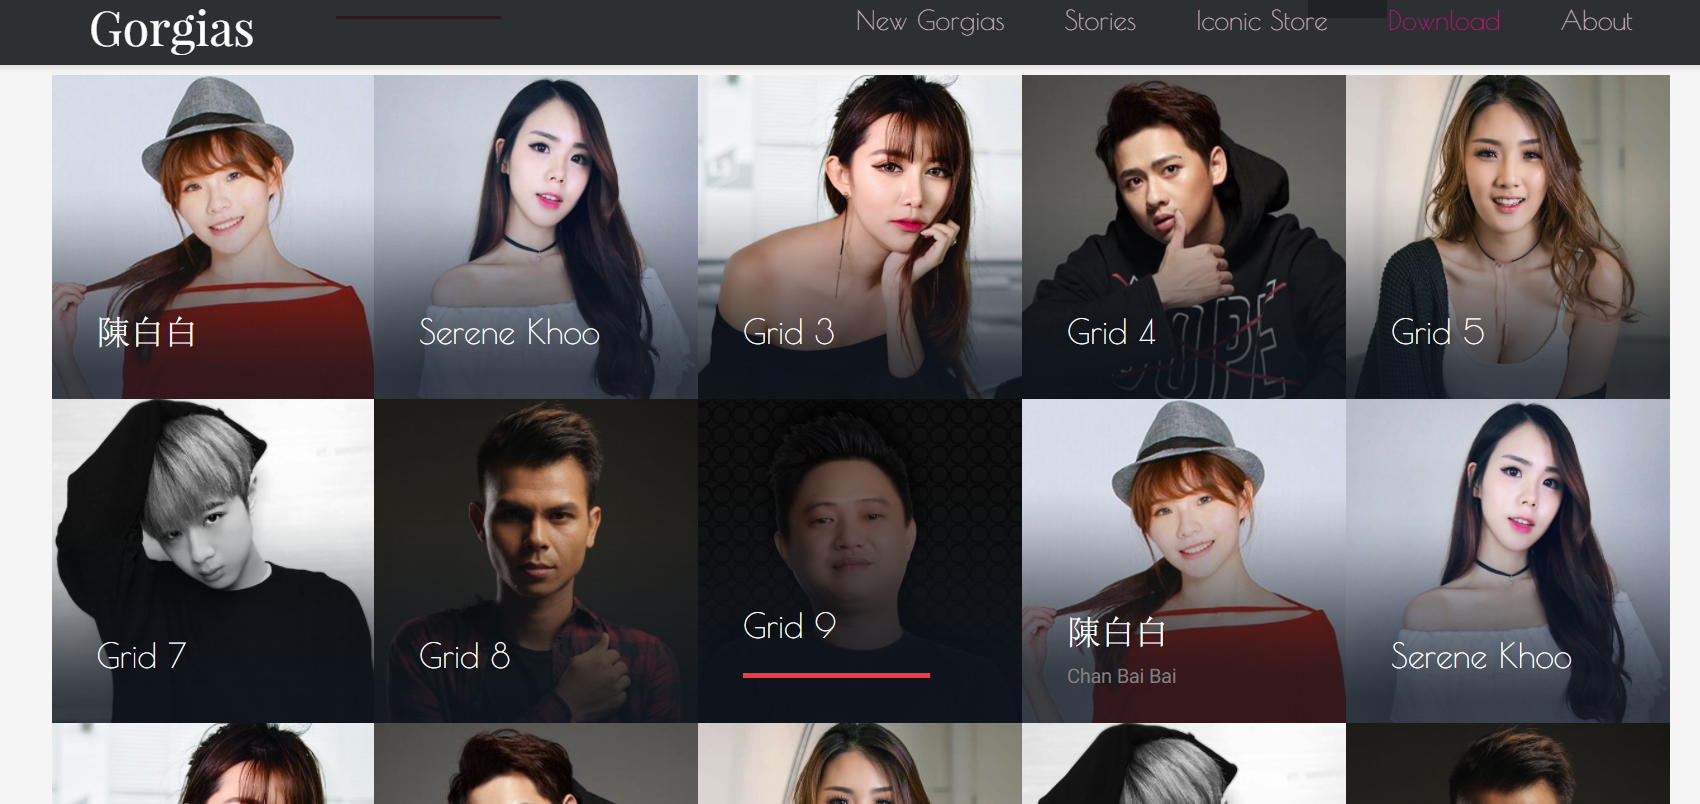 Gorgias
New Gorgias
Stories
Iconic Store
Download
About
陳白白
Serene Khoo
Grid 3
Grid 4
Grid 5
Grid 7
Grid 8
Grid 9
陳白白
Chan Bai Bai
Serene Khoo